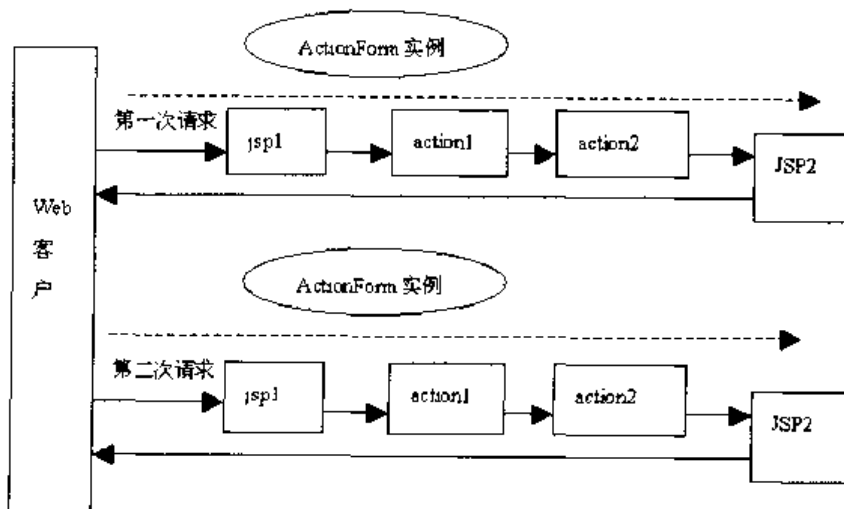 ActionForm 实例
第一次请求
jsp1
action1
action2
JSP2
Web
客
户
ActionForm 实例
第二次请求
jsp1
action1
action2
JSP2